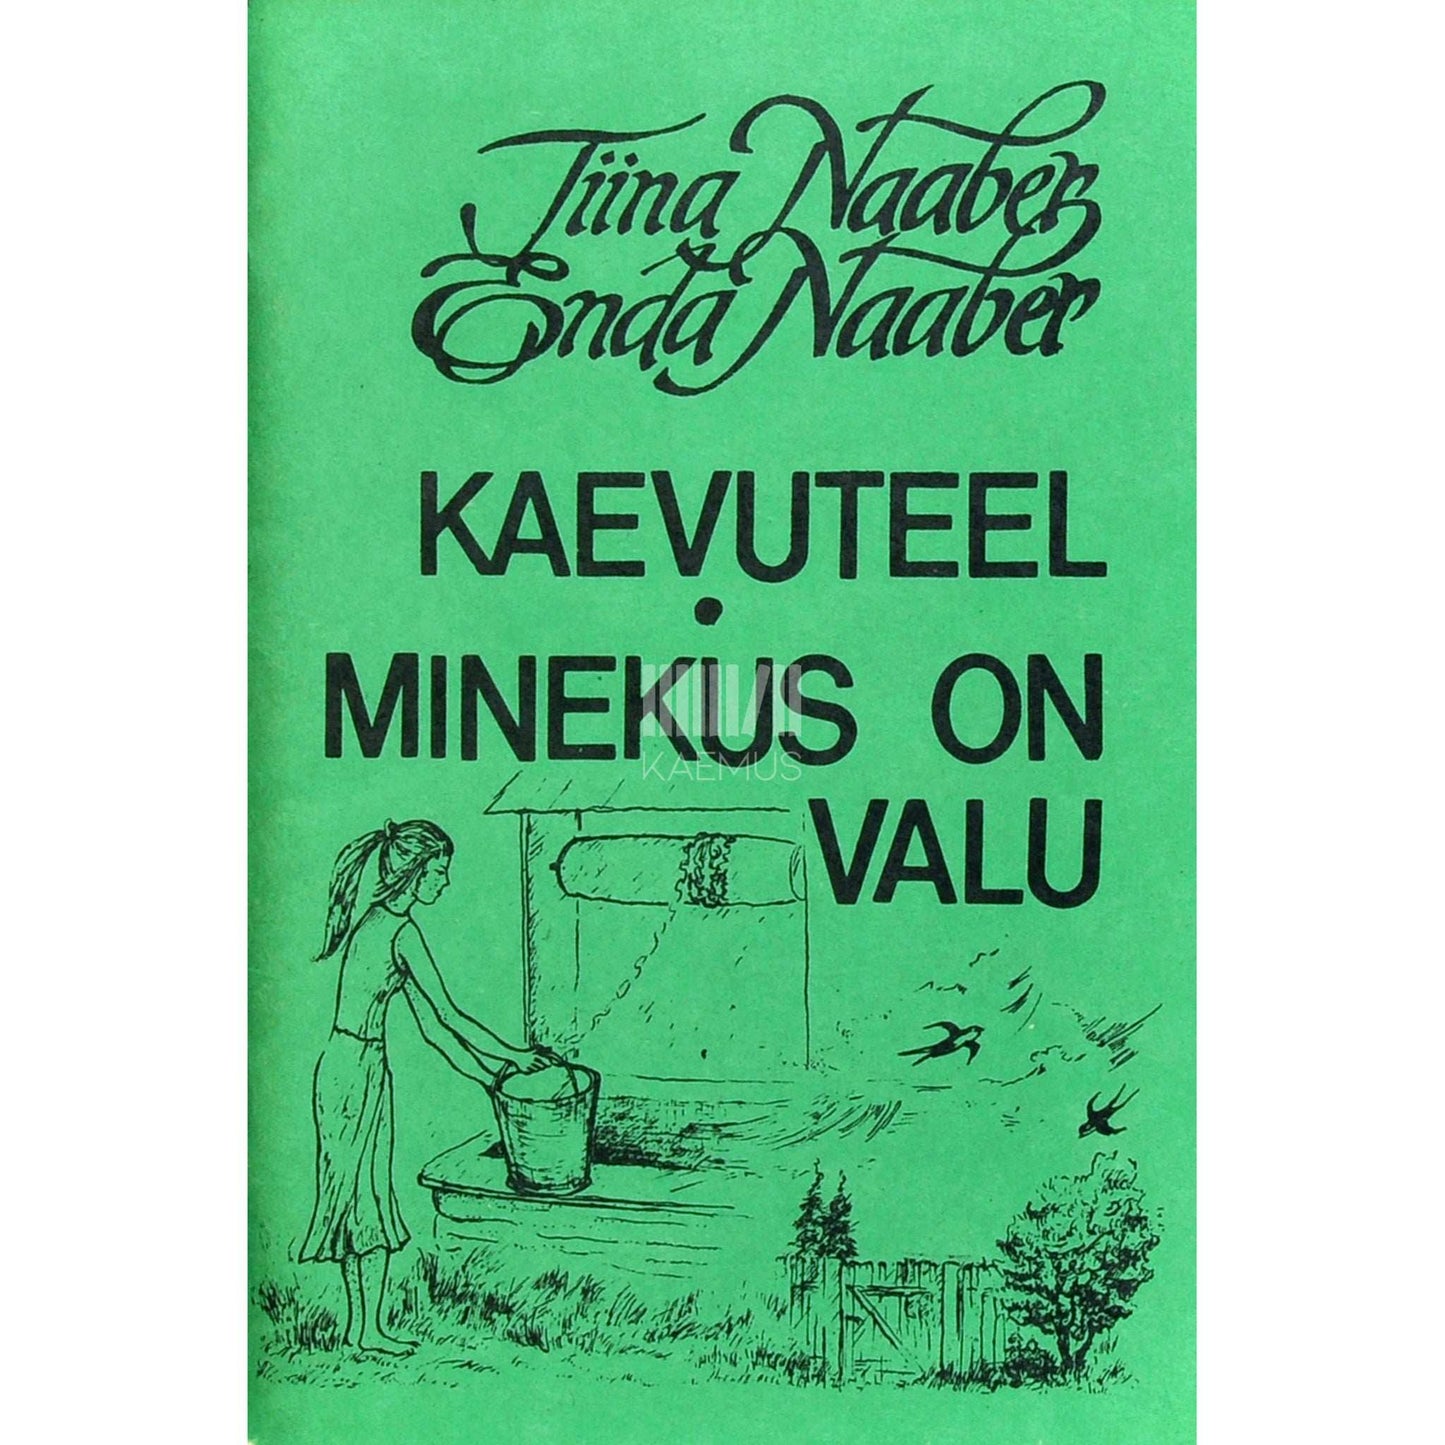 Tiina Naaber
Enda Naaber
KAEVUTEEL
•
MINEKUS ON
KAEMUS
VALU